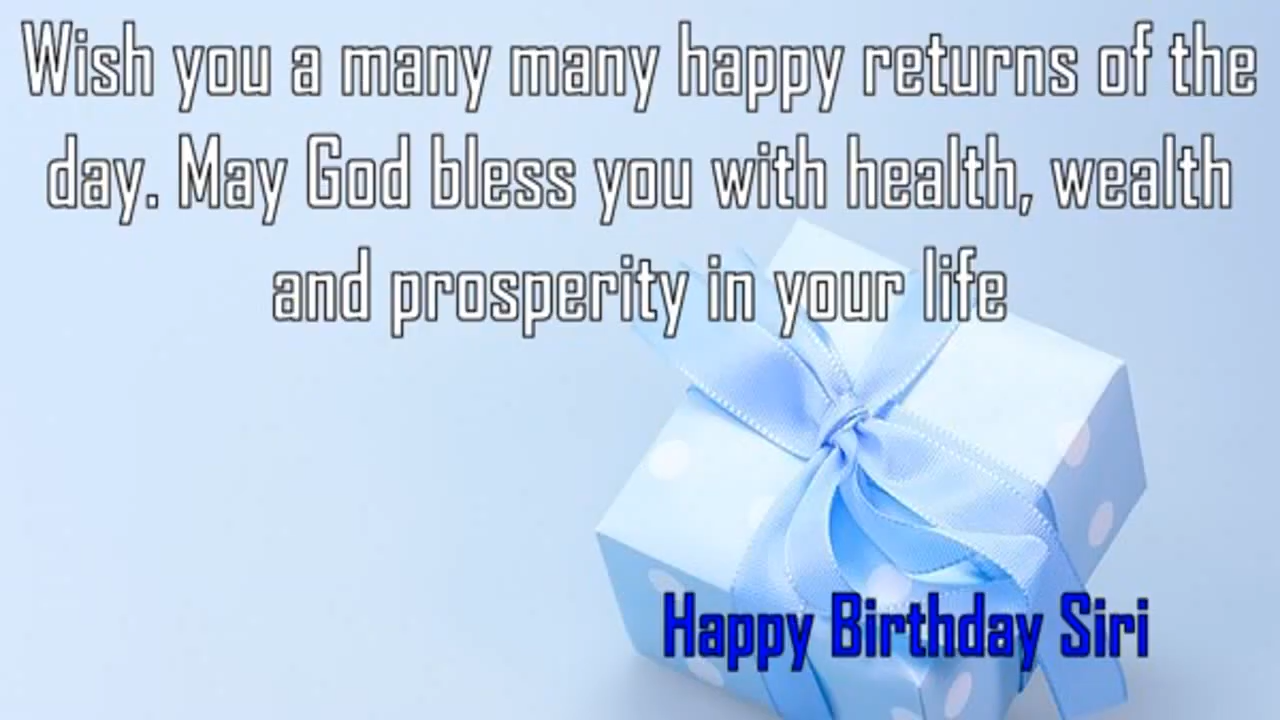 Wish you a many many happy returns of the
day. May God bless you with health, wealth
and prosperity in your life
Happy Birthday Siri